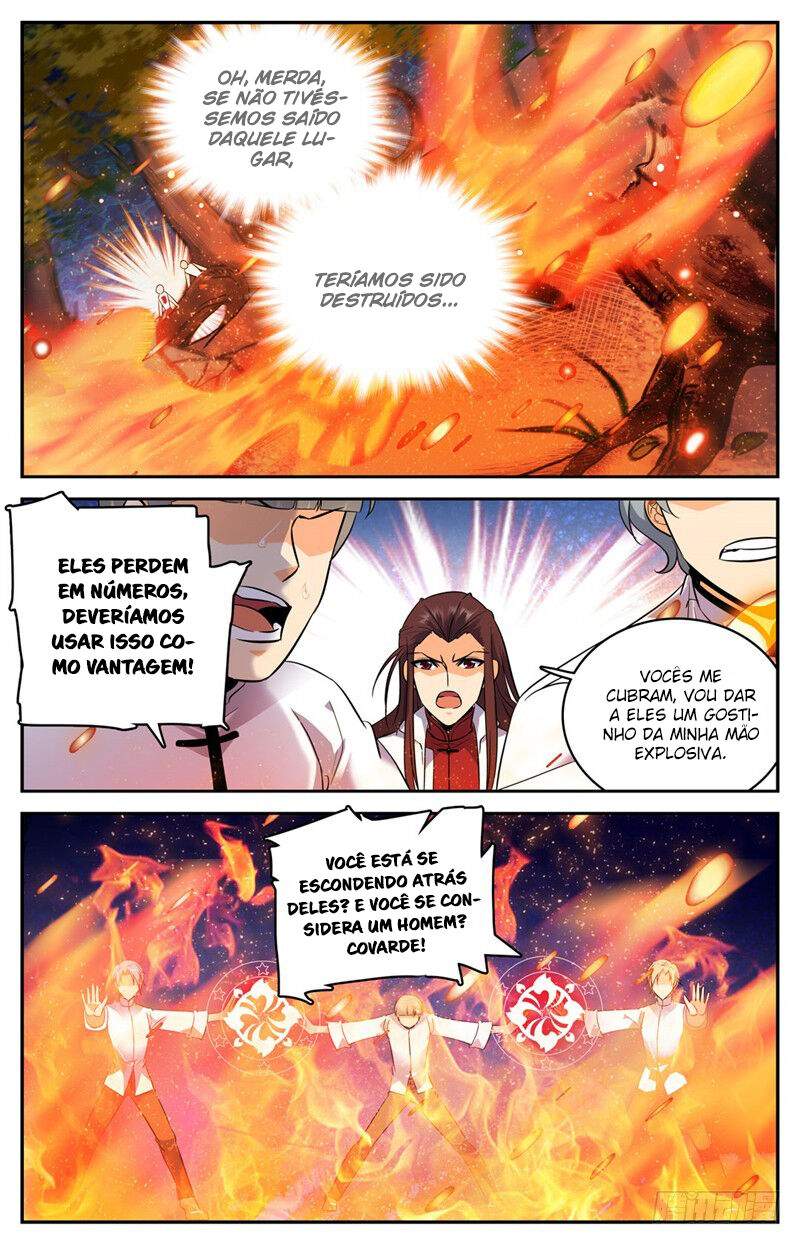 OH, MERDA,
SE NÃO TIVÉS-
SEMOS SAÍDO
DAQUELE LU-
GAR,
TERÍAMOS SIDO
DESTRUÍDOS...
ELES PERDEM
EM NÚMEROS,
DEVERÍAMOS
USAR ISSO CO-
MO VANTAGEM!
VOCÊS ME
CUBRAM, VOU DAR
A ELES UM GOSTI-
NHO DA MINHA MÃO
EXPLOSIVA.
VOCÊ ESTÁ SE
ESCONDENDO ATRÁS
DELES? E VOCÊ SE CON-
SIDERA UM HOMEM?
COVARDE!